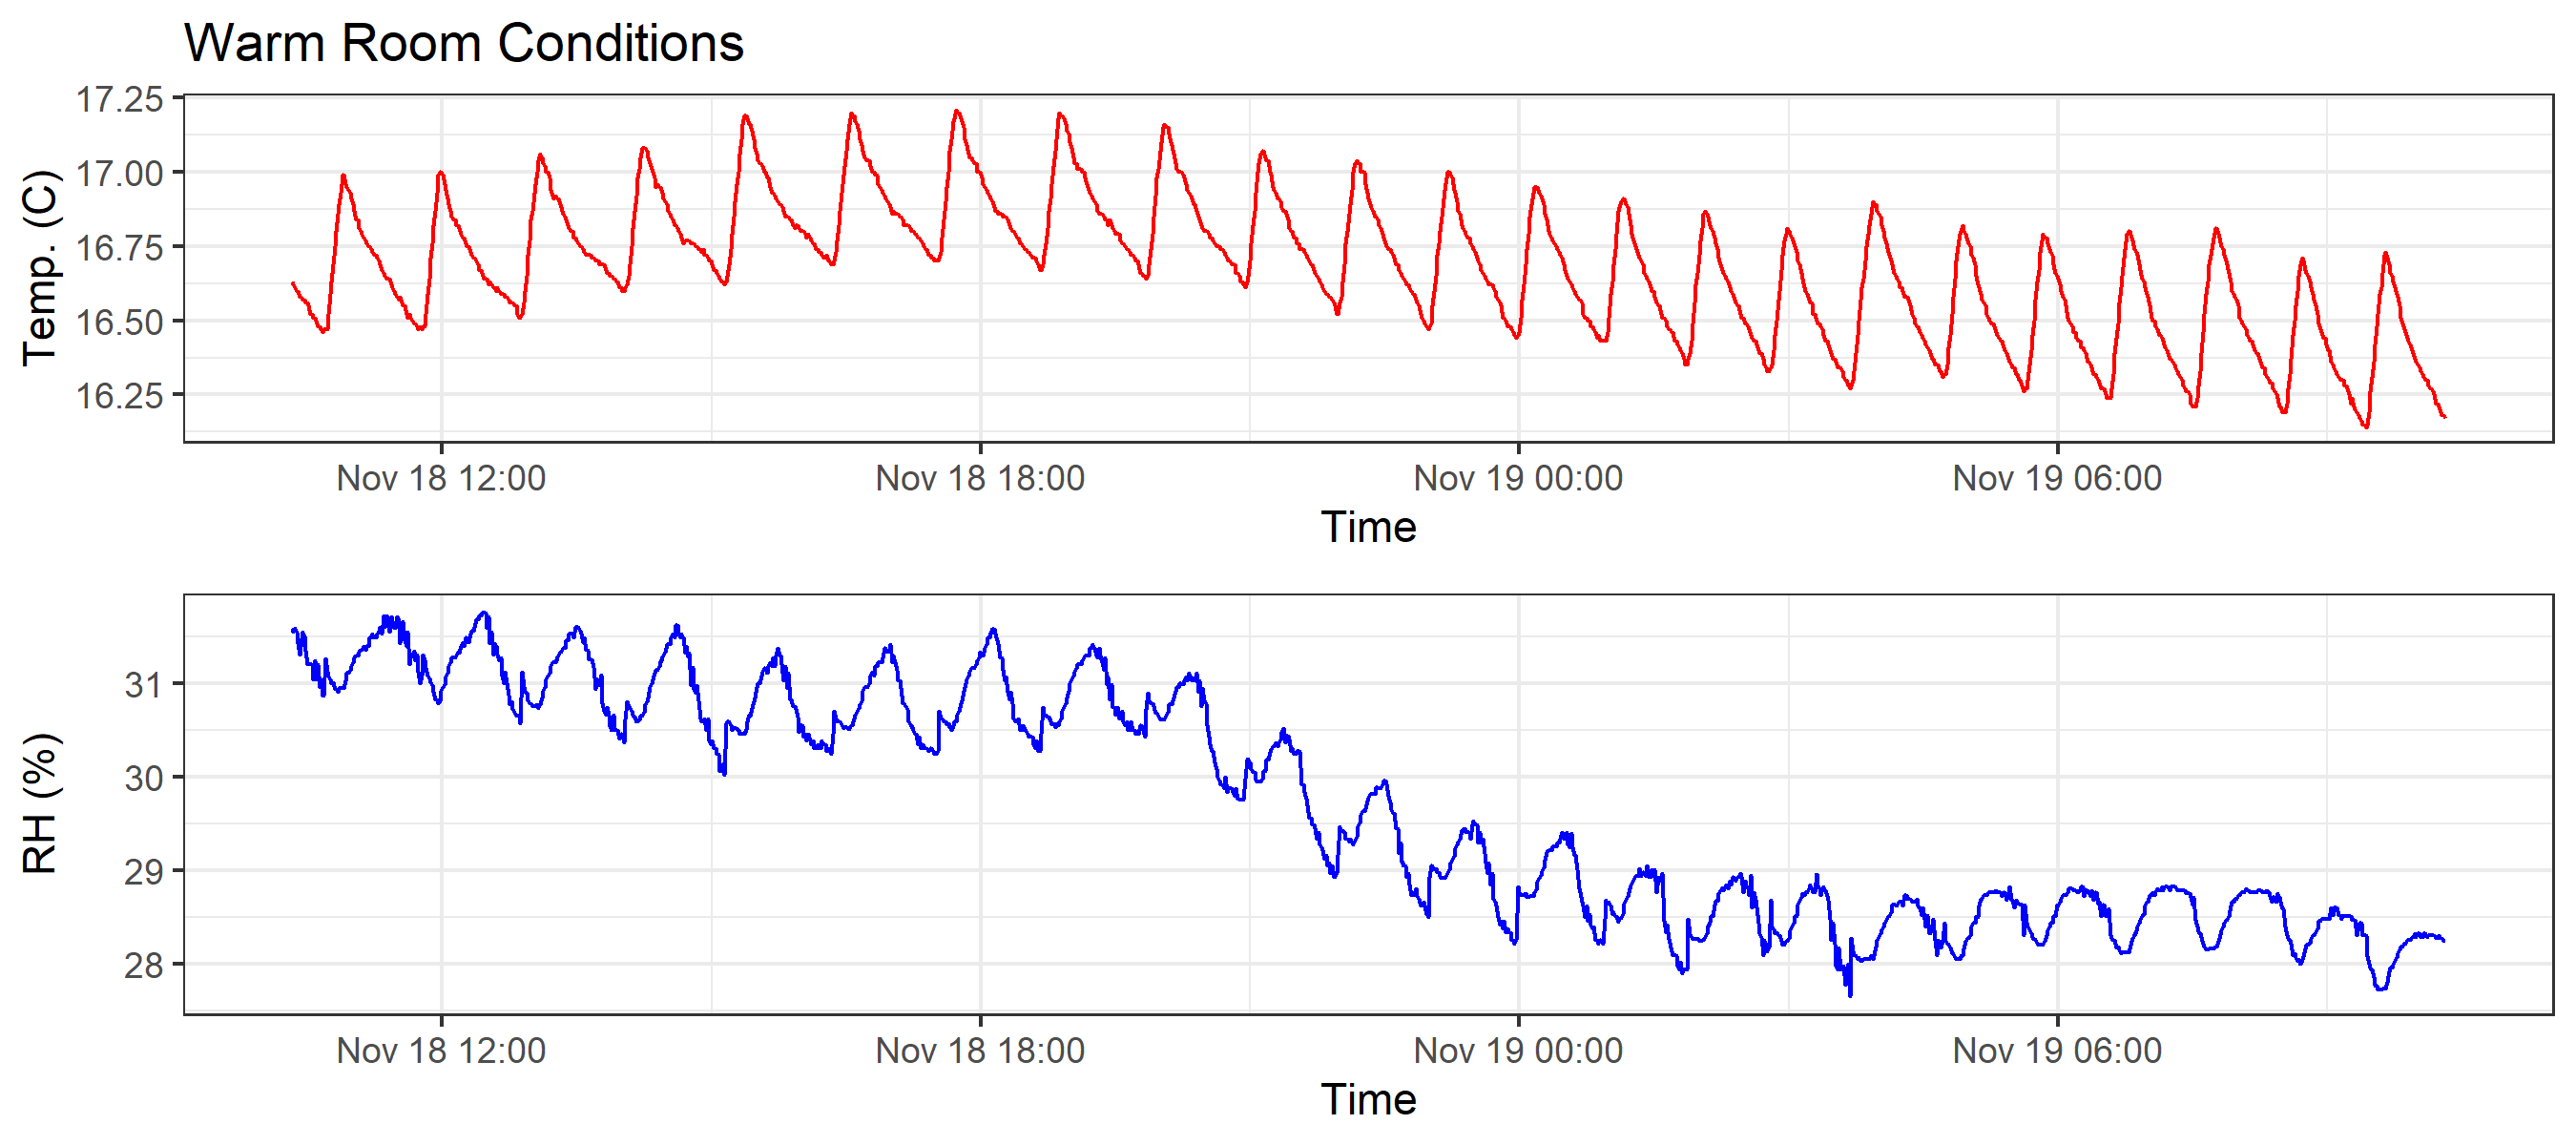 Warm Room Conditions
Temp. (C)
17.25
17.00
16.75
16.50
16.25
Nov 18 12:00 Nov 18 18:00 Nov 19 00:00 Nov 19 06:00
Time
RH (%)
31
30
29
28
Nov 18 12:00 Nov 18 18:00 Nov 19 00:00 Nov 19 06:00
Time